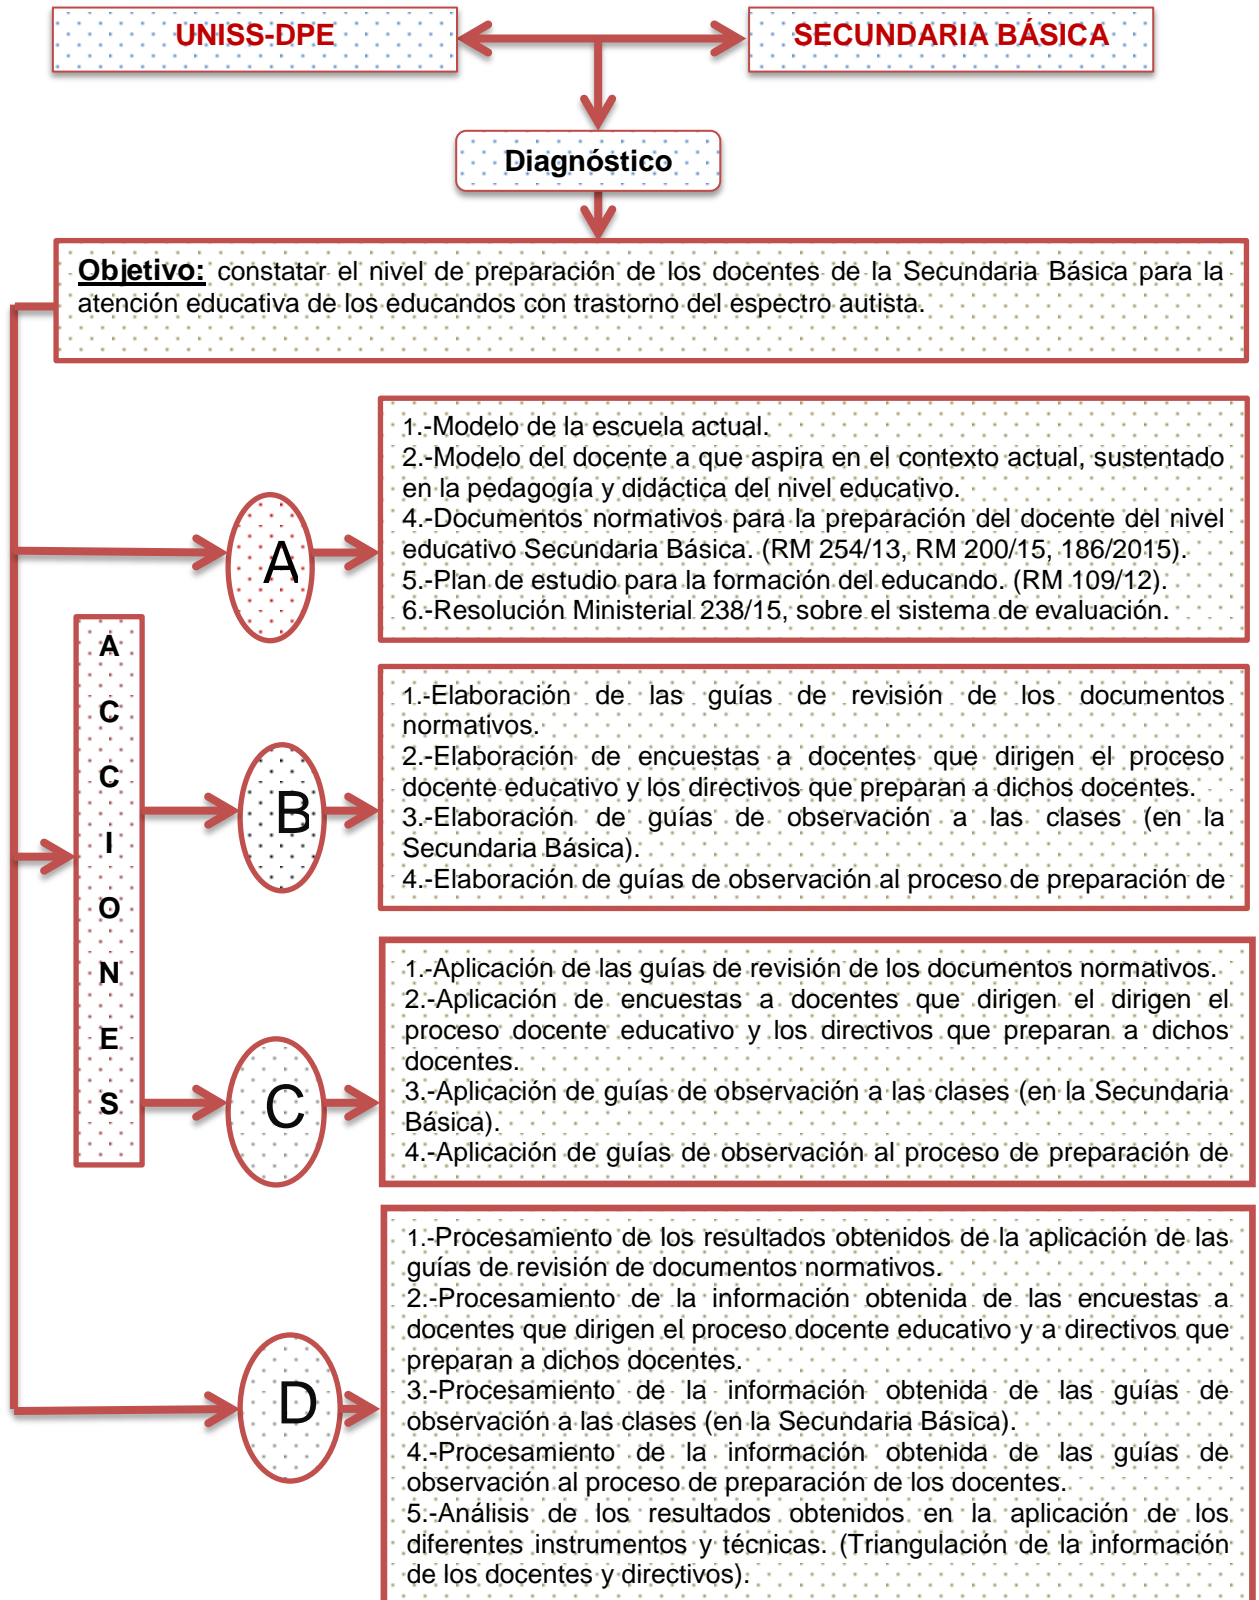 UNISS-DPE
SECUNDARIA BÁSICA
Diagnóstico
Objetivo: constatar el nivel de preparación de los docentes de la Secundaria Básica para la
atención educativa de los educandos con trastorno del espectro autista.
A
C
C
I
O
N
E
S
A
1.-Modelo de la escuela actual.
2.-Modelo del docente a que aspira en el contexto actual, sustentado
en la pedagogía y didáctica del nivel educativo.
4.-Documentos normativos para la preparación del docente del nivel
educativo Secundaria Básica. (RM 254/13, RM 200/15, 186/2015).
5.-Plan de estudio para la formación del educando. (RM 109/12).
6.-Resolución Ministerial 238/15, sobre el sistema de evaluación.
B
1.-Elaboración de las guías de revisión de los documentos
normativos.
2.-Elaboración de encuestas a docentes que dirigen el proceso
docente educativo y los directivos que preparan a dichos docentes.
3.-Elaboración de guías de observación a las clases (en la
Secundaria Básica).
4.-Elaboración de guías de observación al proceso de preparación de
C
1.-Aplicación de las guías de revisión de los documentos normativos.
2.-Aplicación de encuestas a docentes que dirigen el dirigen el
proceso docente educativo y los directivos que preparan a dichos
docentes.
3.-Aplicación de guías de observación a las clases (en la Secundaria
Básica).
4.-Aplicación de guías de observación al proceso de preparación de
D
1.-Procesamiento de los resultados obtenidos de la aplicación de las
guías de revisión de documentos normativos.
2.-Procesamiento de la información obtenida de las encuestas a
docentes que dirigen el proceso docente educativo y a directivos que
preparan a dichos docentes.
3.-Procesamiento de la información obtenida de las guías de
observación a las clases (en la Secundaria Básica).
4.-Procesamiento de la información obtenida de las guías de
observación al proceso de preparación de los docentes.
5.-Análisis de los resultados obtenidos en la aplicación de los
diferentes instrumentos y técnicas. (Triangulación de la información
de los docentes y directivos).